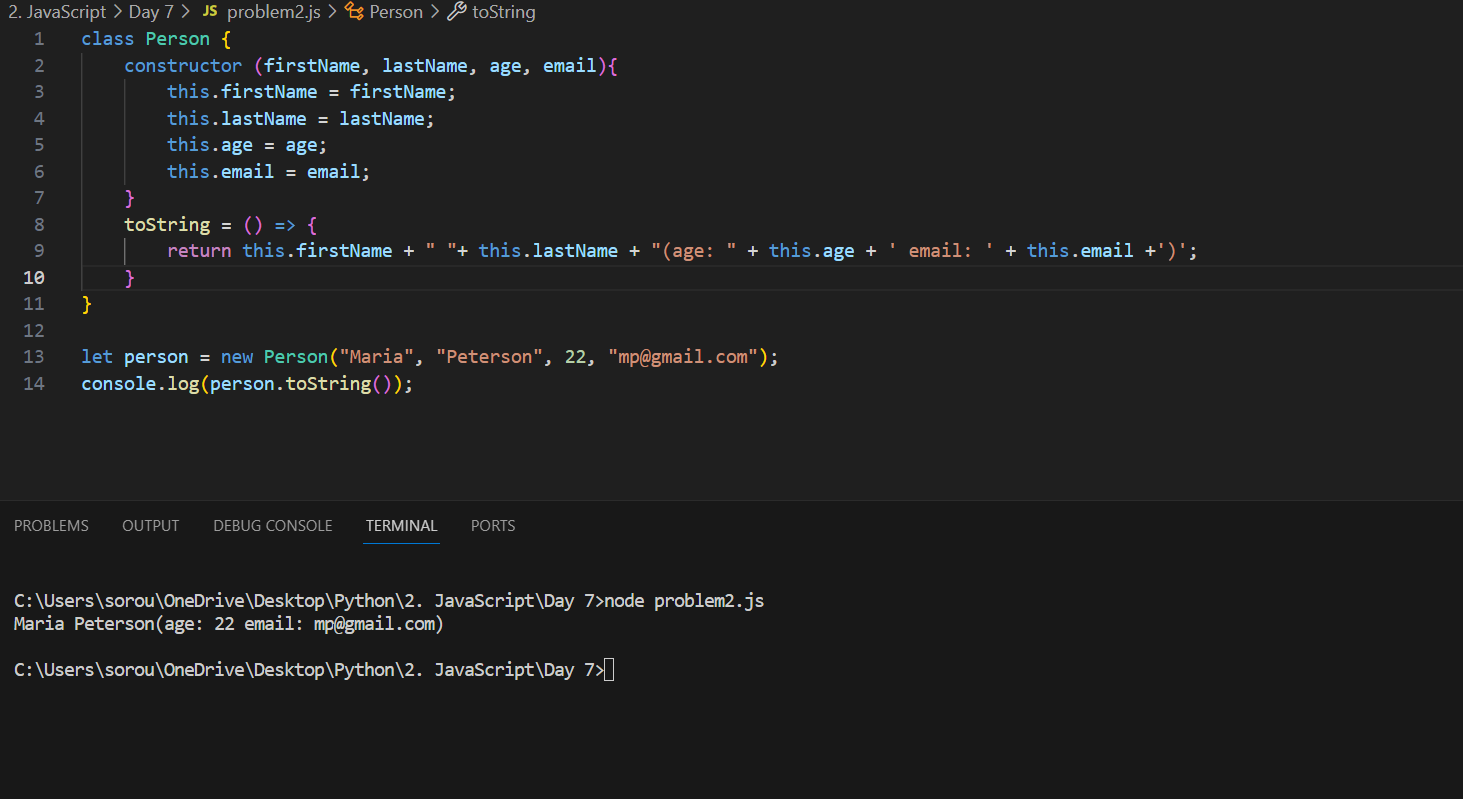 2. JavaScript > Day 7 > JS problem2.js > Person > toString
1 class Person {
2     constructor (firstName, lastName, age, email){
3         this.firstName = firstName;
4         this.lastName = lastName;
5         this.age = age;
6         this.email = email;
7     }
8     toString = () => {
9         return this.firstName + " "+ this.lastName + "(age: " + this.age + ' email: ' + this.email +')';
10     }
11 }
12
13 let person = new Person("Maria", "Peterson", 22, "mp@gmail.com");
14 console.log(person.toString());
PROBLEMS OUTPUT DEBUG CONSOLE TERMINAL PORTS
C:\Users\sorou\OneDrive\Desktop\Python\2. JavaScript\Day 7>node problem2.js
Maria Peterson(age: 22 email: mp@gmail.com)
C:\Users\sorou\OneDrive\Desktop\Python\2. JavaScript\Day 7>